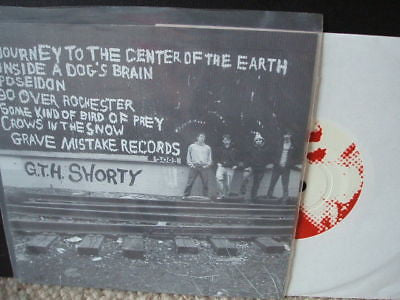 JOURNEY TO THE CENTER OF THE EARTH
INSIDE A DOG'S BRAIN
POSEIDON
GO OVER ROCHESTER
SOME KIND OF BIRD OF PREY
CROWS IN THE SNOW
GRAVE MISTAKE RECORDS
G.T.H. SHORTY